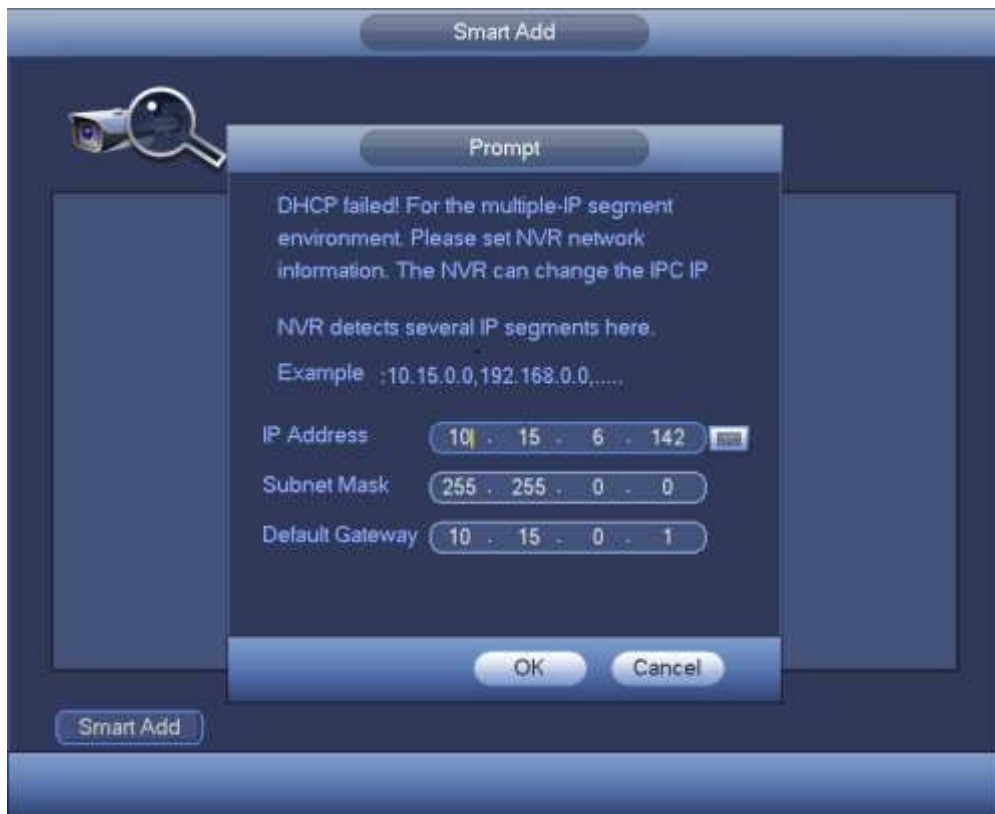 Smart Add
Prompt
DHCP failed! For the multiple-IP segment
environment. Please set NVR network
information. The NVR can change the IPC IP
NVR detects several IP segments here.
Example :10.15.0.0,192.168.0.0,.....
IP Address 10 . 15 . 6 . 142
Subnet Mask 255 . 255 . 0 . 0
Default Gateway 10 . 15 . 0 . 1
OK Cancel
Smart Add